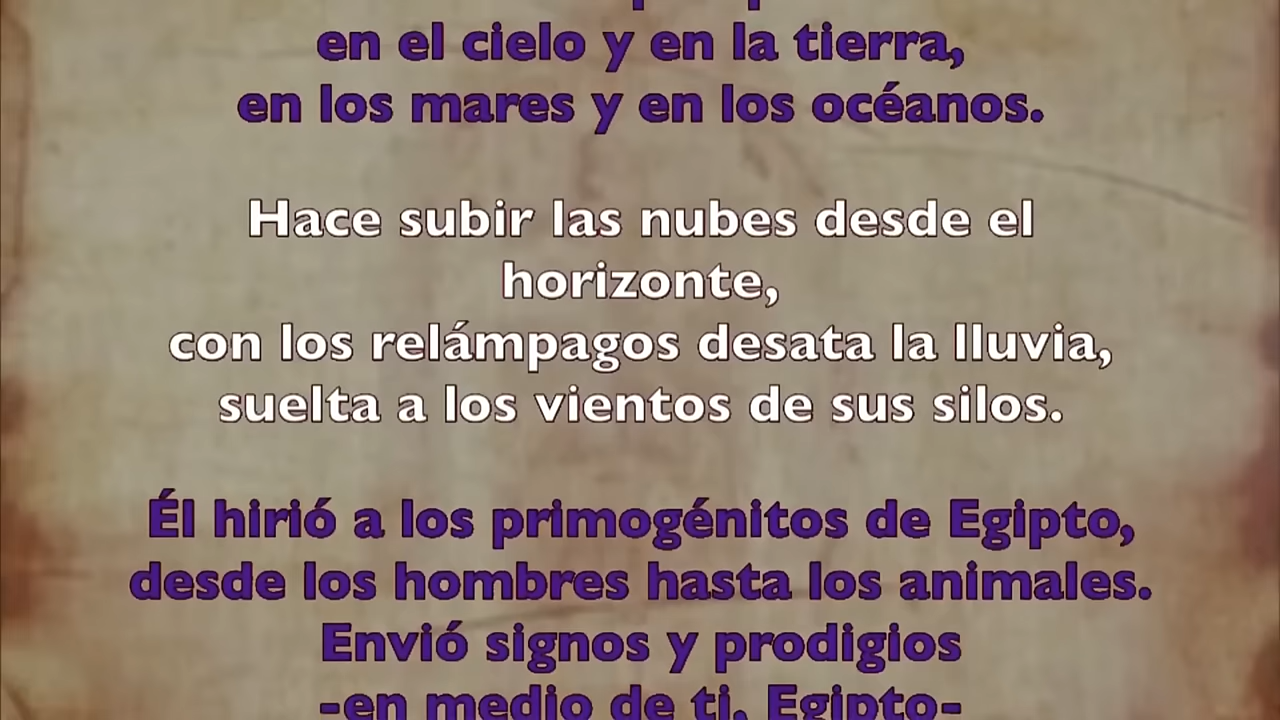 en el cielo y en la tierra,
en los mares y en los océanos.
Hace subir las nubes desde el
horizonte,
con los relámpagos desata la lluvia,
suelta a los vientos de sus silos.
Él hirió a los primogénitos de Egipto,
desde los hombres hasta los animales.
Envió signos y prodigios
-en medio de ti, Egipto-